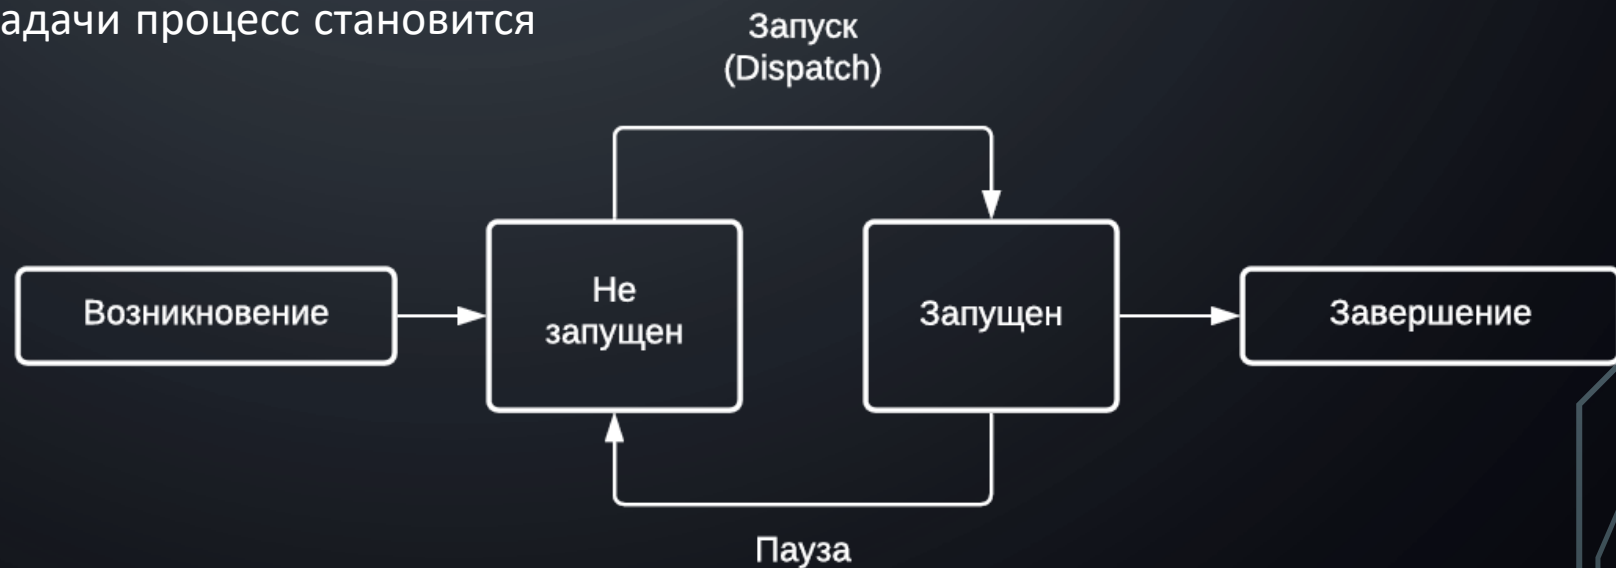 адачи процесс становится
Запуск
(Dispatch)
Возникновение
Не
запущен
Запущен
Завершение
Пауза